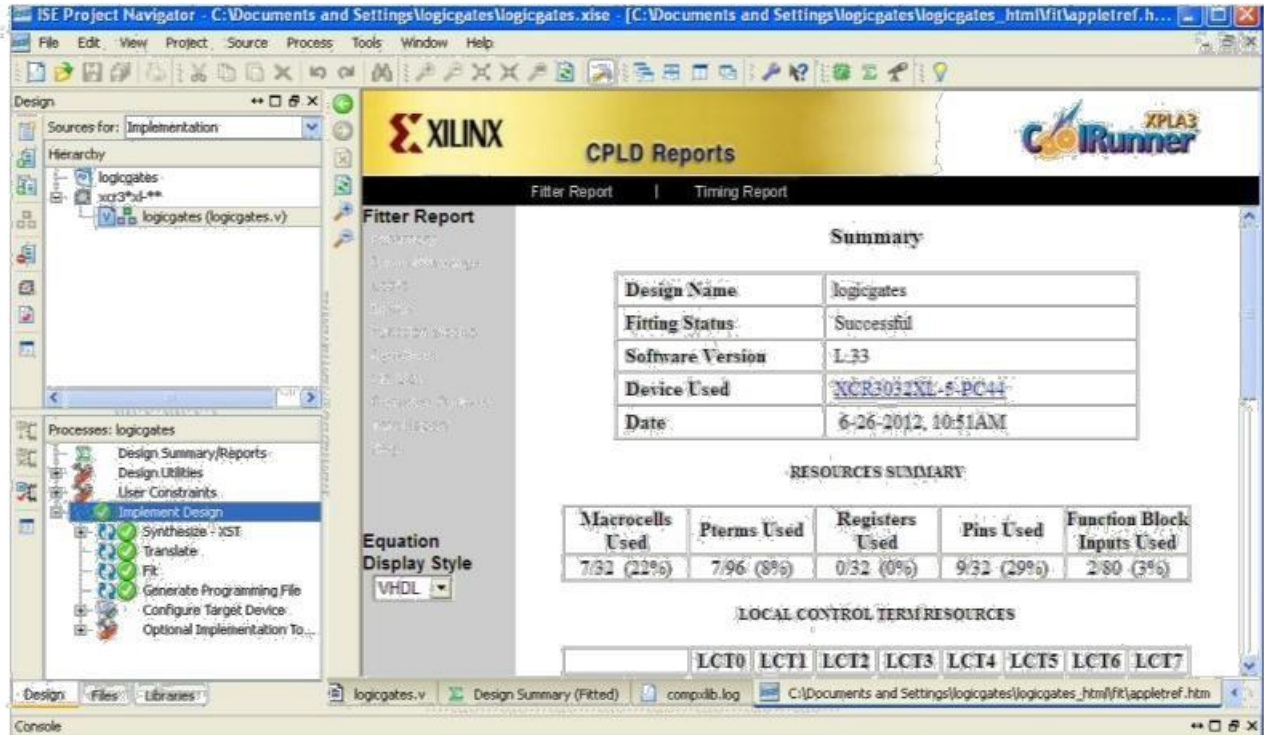 ISE Project Navigator - C:\Documents and Settings\logicgates\logicgates.xise - [C:\Documents and Settings\logicgates\logicgates_html\fit\appletref.h...
File Edit View Project Source Process Tools Window Help
Design
Sources for: Implementation
Hierarchy
logicgates
xcr3*xl-**
logicgates (logicgates.v)
Processes: logicgates
Design Summary/Reports
Design Utilities
User Constraints
Implement Design
Synthesize - XST
Translate
Fit
Generate Programming File
Configure Target Device
Optional Implementation To...
Design Files Libraries
XILINX
CPLD Reports
XPLA3
CoolRunner
Fitter Report | Timing Report
Fitter Report
Equation
Display Style
VHDL
Summary
Design Name logicgates
Fitting Status Successful
Software Version L.33
Device Used XCR3032XL-5-PC44
Date 6-26-2012, 10:51AM
RESOURCES SUMMARY
Macrocells Used Pterms Used Registers Used Pins Used Function Block Inputs Used
7/32 (22%) 7/96 (8%) 0/32 (0%) 9/32 (29%) 2/80 (3%)
LOCAL CONTROL TERM RESOURCES
LCT0 LCT1 LCT2 LCT3 LCT4 LCT5 LCT6 LCT7
logicgates.v Design Summary (Fitted) compxlib.log C:\Documents and Settings\logicgates\logicgates_html\fit\appletref.htm
Console